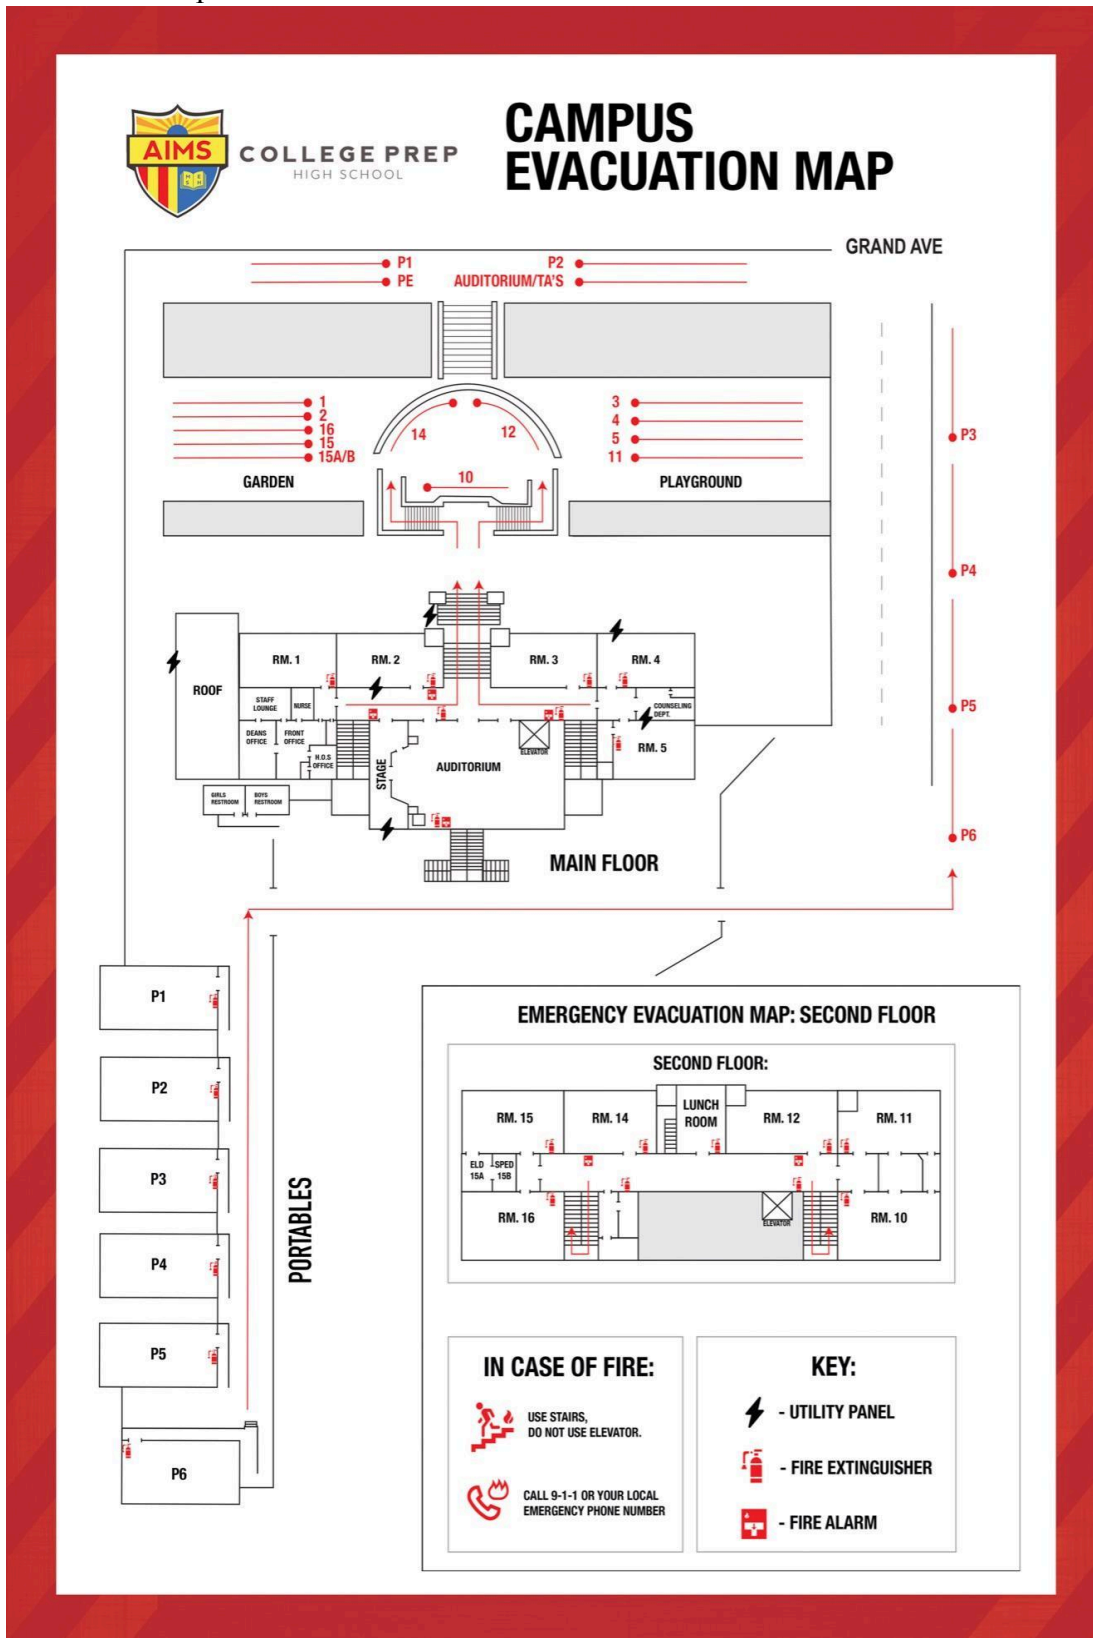 AIMS
COLLEGE PREP
HIGH SCHOOL
CAMPUS
EVACUATION MAP
GRAND AVE
P1
P2
PE
AUDITORIUM/TA'S
1
2
16
15
15A/B
14
12
10
3
4
5
11
GARDEN
PLAYGROUND
P3
P4
P5
P6
ROOF
RM. 1
RM. 2
RM. 3
RM. 4
STAFF
LOUNGE
NURSE
COUNSELING
DEPT.
DEANS
OFFICE
FRONT
OFFICE
H.O.S
OFFICE
STAGE
AUDITORIUM
ELEVATOR
RM. 5
GIRLS
RESTROOM
BOYS
RESTROOM
MAIN FLOOR
P1
P2
P3
P4
P5
P6
PORTABLES
EMERGENCY EVACUATION MAP: SECOND FLOOR
SECOND FLOOR:
RM. 15
RM. 14
LUNCH
ROOM
RM. 12
RM. 11
ELD
15A
SPED
15B
RM. 16
ELEVATOR
RM. 10
IN CASE OF FIRE:
USE STAIRS,
DO NOT USE ELEVATOR.
CALL 9-1-1 OR YOUR LOCAL
EMERGENCY PHONE NUMBER
KEY:
- UTILITY PANEL
- FIRE EXTINGUISHER
- FIRE ALARM